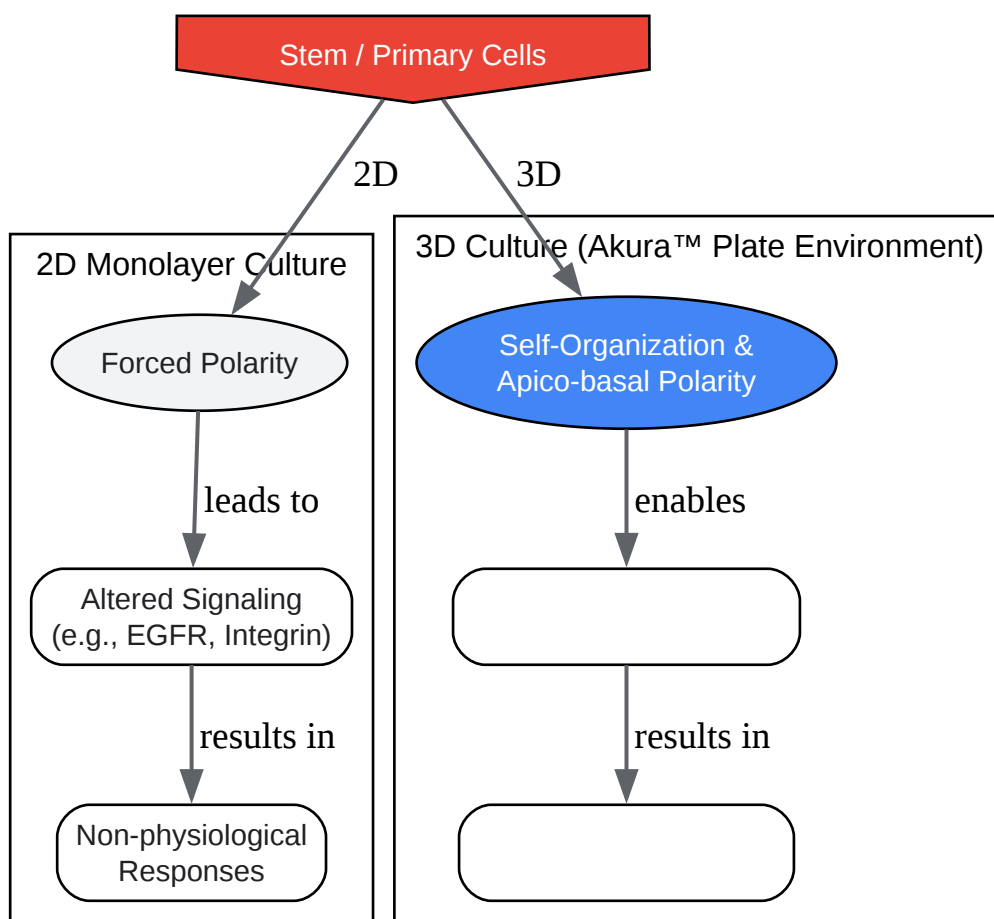 Stem / Primary Cells
2D
3D
2D Monolayer Culture
3D Culture (Akura™ Plate Environment)
Forced Polarity
Self-Organization &
Apico-basal Polarity
leads to
enables
Altered Signaling
(e.g., EGFR, Integrin)
results in
results in
Non-physiological
Responses